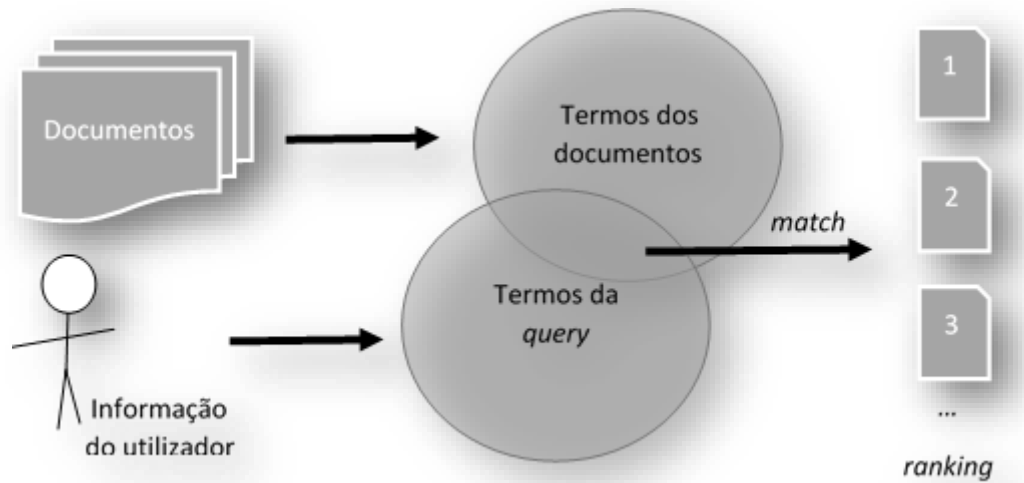 Documentos
Termos dos
documentos
match
Termos da
query
Informação
do utilizador
1
2
3
...
ranking